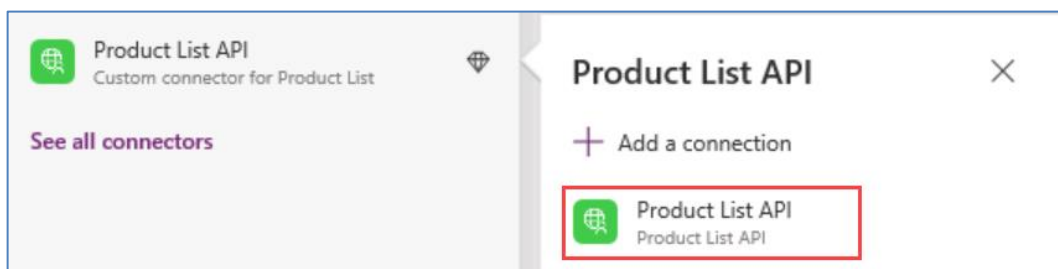 Product List API
Custom connector for Product List
See all connectors
Product List API
Add a connection
Product List API
Product List API